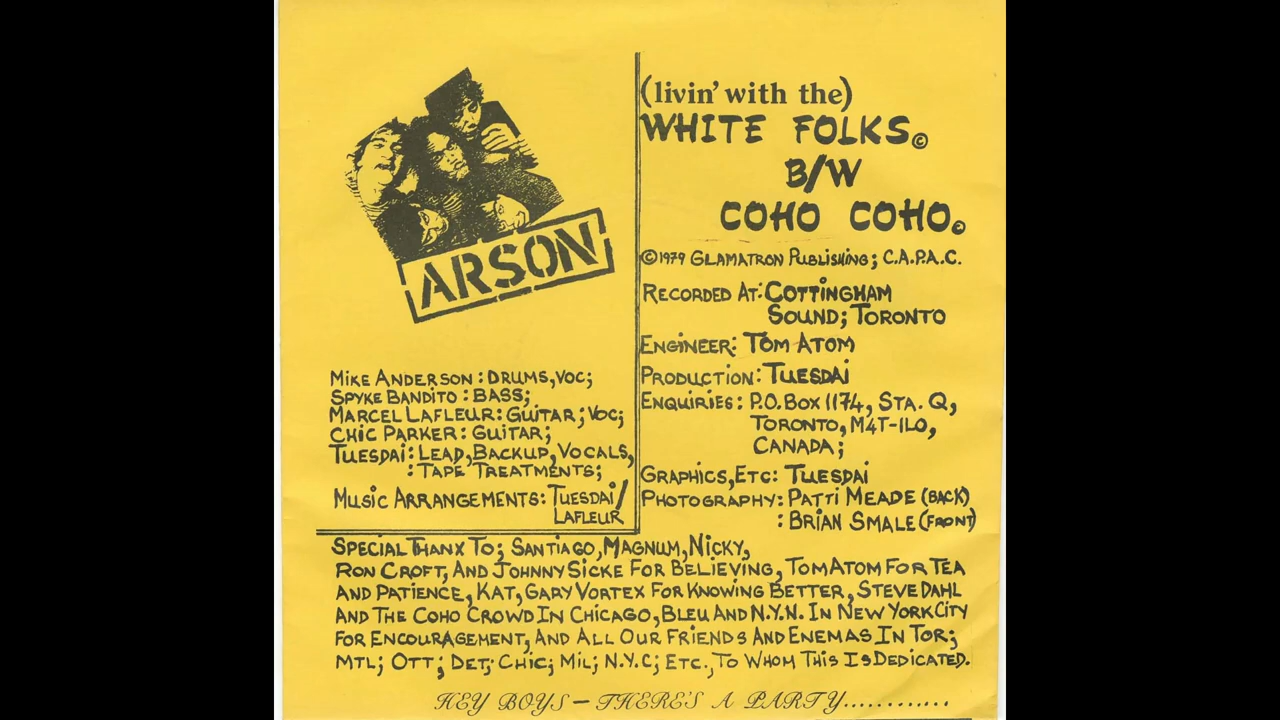 ARSON
MIKE ANDERSON : DRUMS, VOC;
SPYKE BANDITO : BASS;
MARCEL LAFLEUR : GUITAR; VOC;
CHIC PARKER : GUITAR;
TUESDAI : LEAD, BACKUP, VOCALS,
: TAPE TREATMENTS;
MUSIC ARRANGEMENTS: TUESDAI/
LAFLEUR
(livin' with the)
WHITE FOLKS©
B/W
COHO COHO©
©1979 GLAMATRON PUBLISHING; C.A.P.A.C.
RECORDED AT: COTTINGHAM
SOUND; TORONTO
ENGINEER: TOM ATOM
PRODUCTION: TUESDAI
ENQUIRIES: P.O. BOX 1174, STA. Q,
TORONTO, M4T-1L0,
CANADA;
GRAPHICS, ETC: TUESDAI
PHOTOGRAPHY: PATTI MEADE (BACK)
: BRIAN SMALE (FRONT)
SPECIAL THANX TO; SANTIAGO, MAGNUM, NICKY,
RON CROFT, AND JOHNNY SICKE FOR BELIEVING, TOM ATOM FOR TEA
AND PATIENCE, KAT, GARY VORTEX FOR KNOWING BETTER, STEVE DAHL
AND THE COHO CROWD IN CHICAGO, BLEU AND N.Y.N. IN NEW YORK CITY
FOR ENCOURAGEMENT, AND ALL OUR FRIENDS AND ENEMAS IN TOR;
MTL; OTT; DET; CHIC; MIL; N.Y.C; ETC., TO WHOM THIS IS DEDICATED.
HEY BOYS — THERE'S A PARTY............